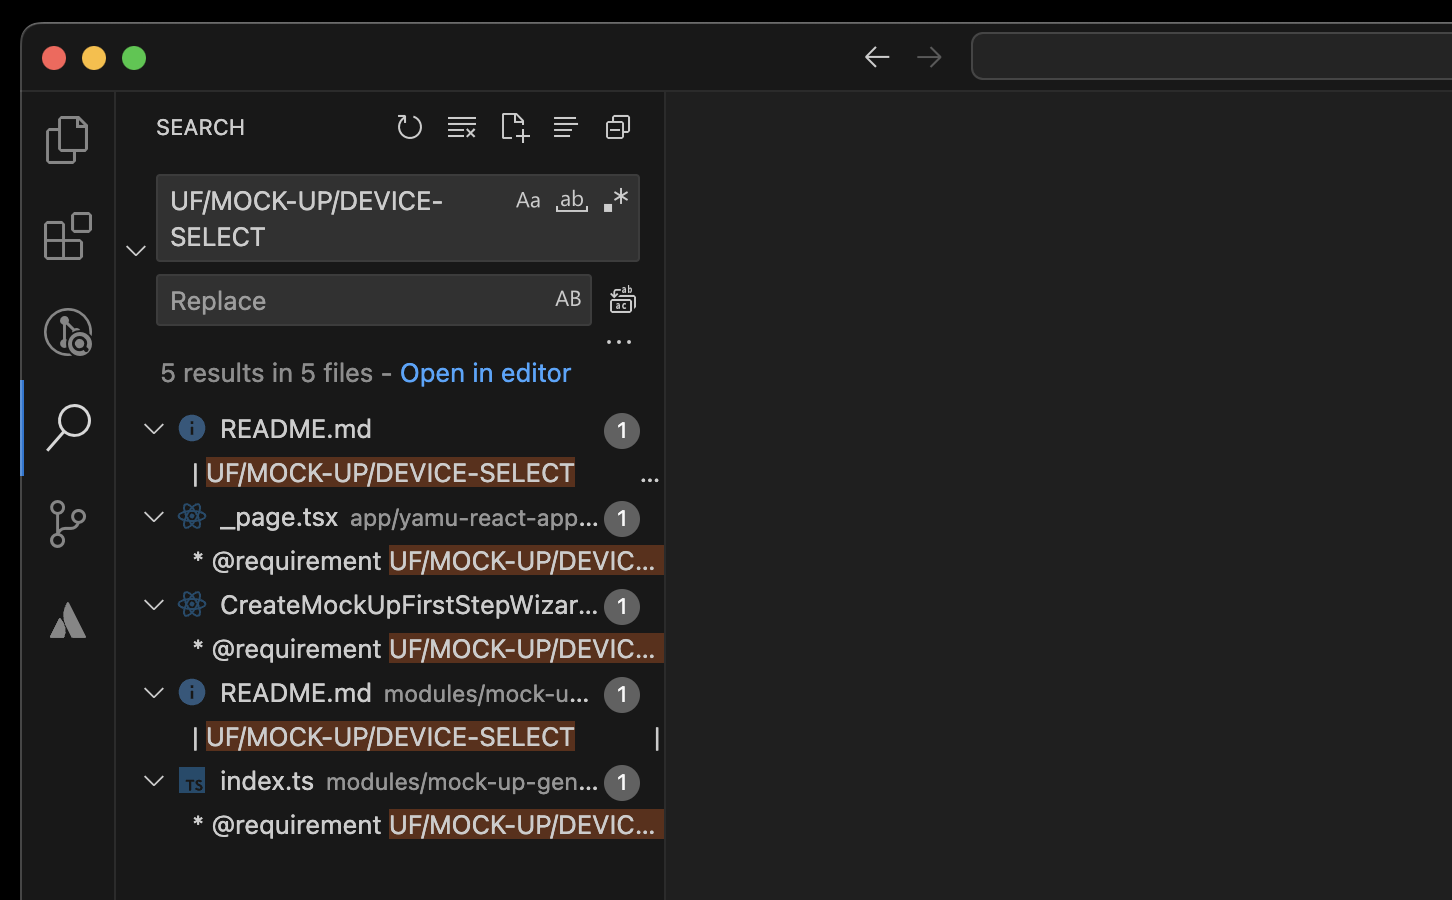 SEARCH
UF/MOCK-UP/DEVICE-
SELECT
Aa ab .*
Replace AB
ab
ac
...
5 results in 5 files - Open in editor
README.md 1
| UF/MOCK-UP/DEVICE-SELECT ...
_page.tsx app/yamu-react-app... 1
* @requirement UF/MOCK-UP/DEVIC...
CreateMockUpFirstStepWizar... 1
* @requirement UF/MOCK-UP/DEVIC...
README.md modules/mock-u... 1
| UF/MOCK-UP/DEVICE-SELECT |
TS index.ts modules/mock-up-gen... 1
* @requirement UF/MOCK-UP/DEVIC...